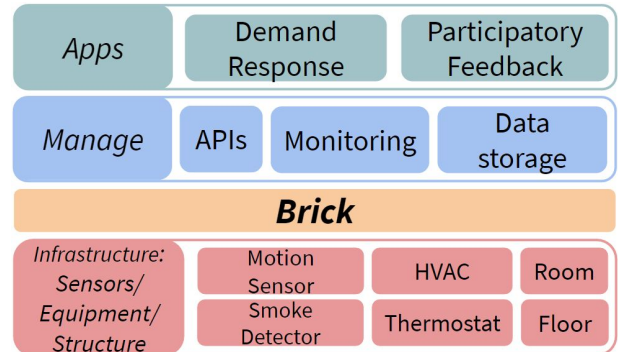 Apps
Demand
Response
Participatory
Feedback
Manage
APIs
Monitoring
Data
storage
Brick
Infrastructure:
Sensors/
Equipment/
Structure
Motion
Sensor
HVAC
Room
Smoke
Detector
Thermostat
Floor